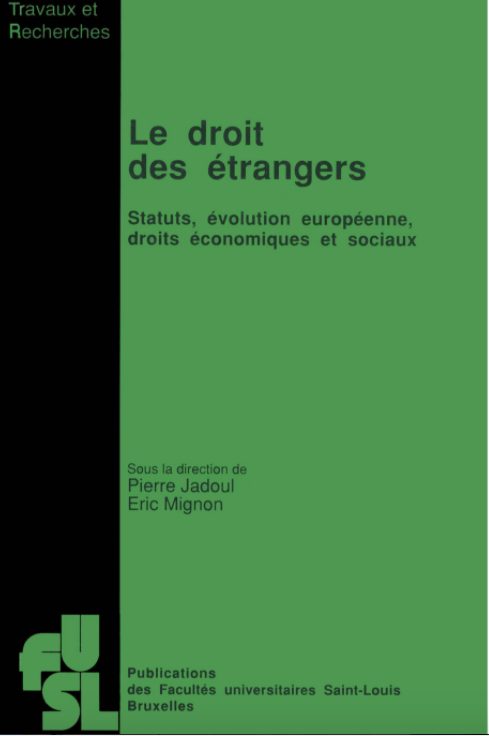 Travaux et
Recherches
Le droit
des étrangers
Statuts, évolution européenne,
droits économiques et sociaux
Sous la direction de
Pierre Jadoul
Eric Mignon
fUSL
Publications
des Facultés universitaires Saint-Louis
Bruxelles